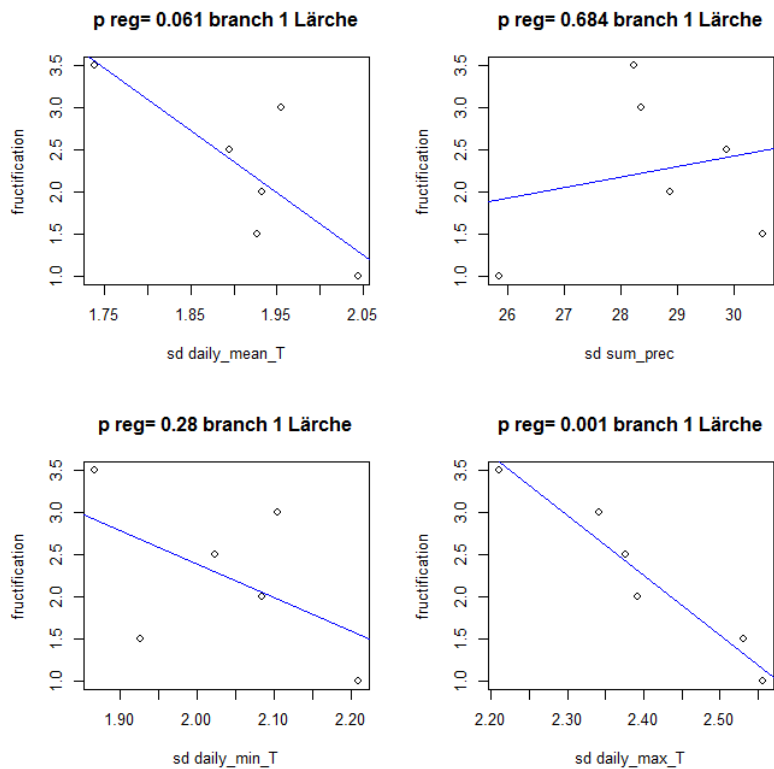 p reg= 0.061 branch 1 Lärche
fructification
1.0 1.5 2.0 2.5 3.0 3.5
1.75 1.85 1.95 2.05
sd daily_mean_T
p reg= 0.684 branch 1 Lärche
fructification
1.0 1.5 2.0 2.5 3.0 3.5
26 27 28 29 30
sd sum_prec
p reg= 0.28 branch 1 Lärche
fructification
1.0 1.5 2.0 2.5 3.0 3.5
1.90 2.00 2.10 2.20
sd daily_min_T
p reg= 0.001 branch 1 Lärche
fructification
1.0 1.5 2.0 2.5 3.0 3.5
2.20 2.30 2.40 2.50
sd daily_max_T